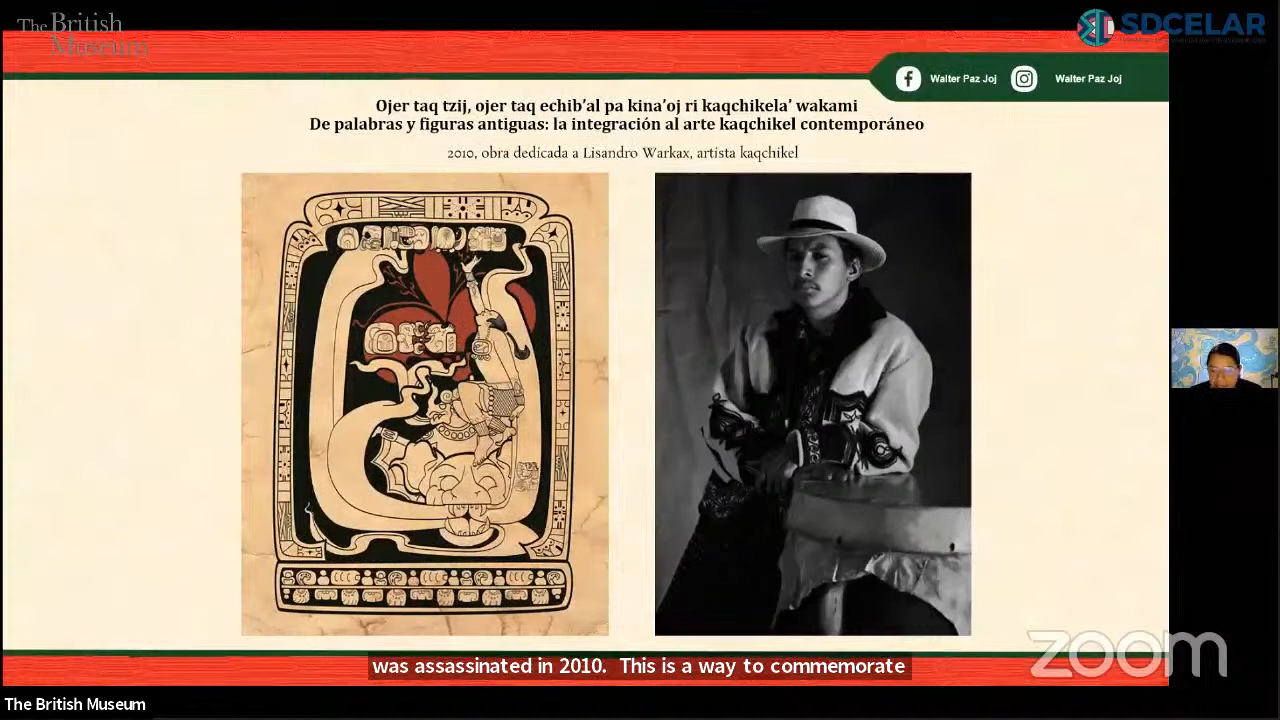 The British
Museum
SDCELAR
Walter Paz Joj
Walter Paz Joj
Ojer taq tzij, ojer taq echib'al pa kina'oj ri kaqchikela' wakami
De palabras y figuras antiguas: la integración al arte kaqchikel contemporáneo
2010, obra dedicada a Lisandro Warkax, artista kaqchikel
zoom
was assassinated in 2010. This is a way to commemorate
The British Museum